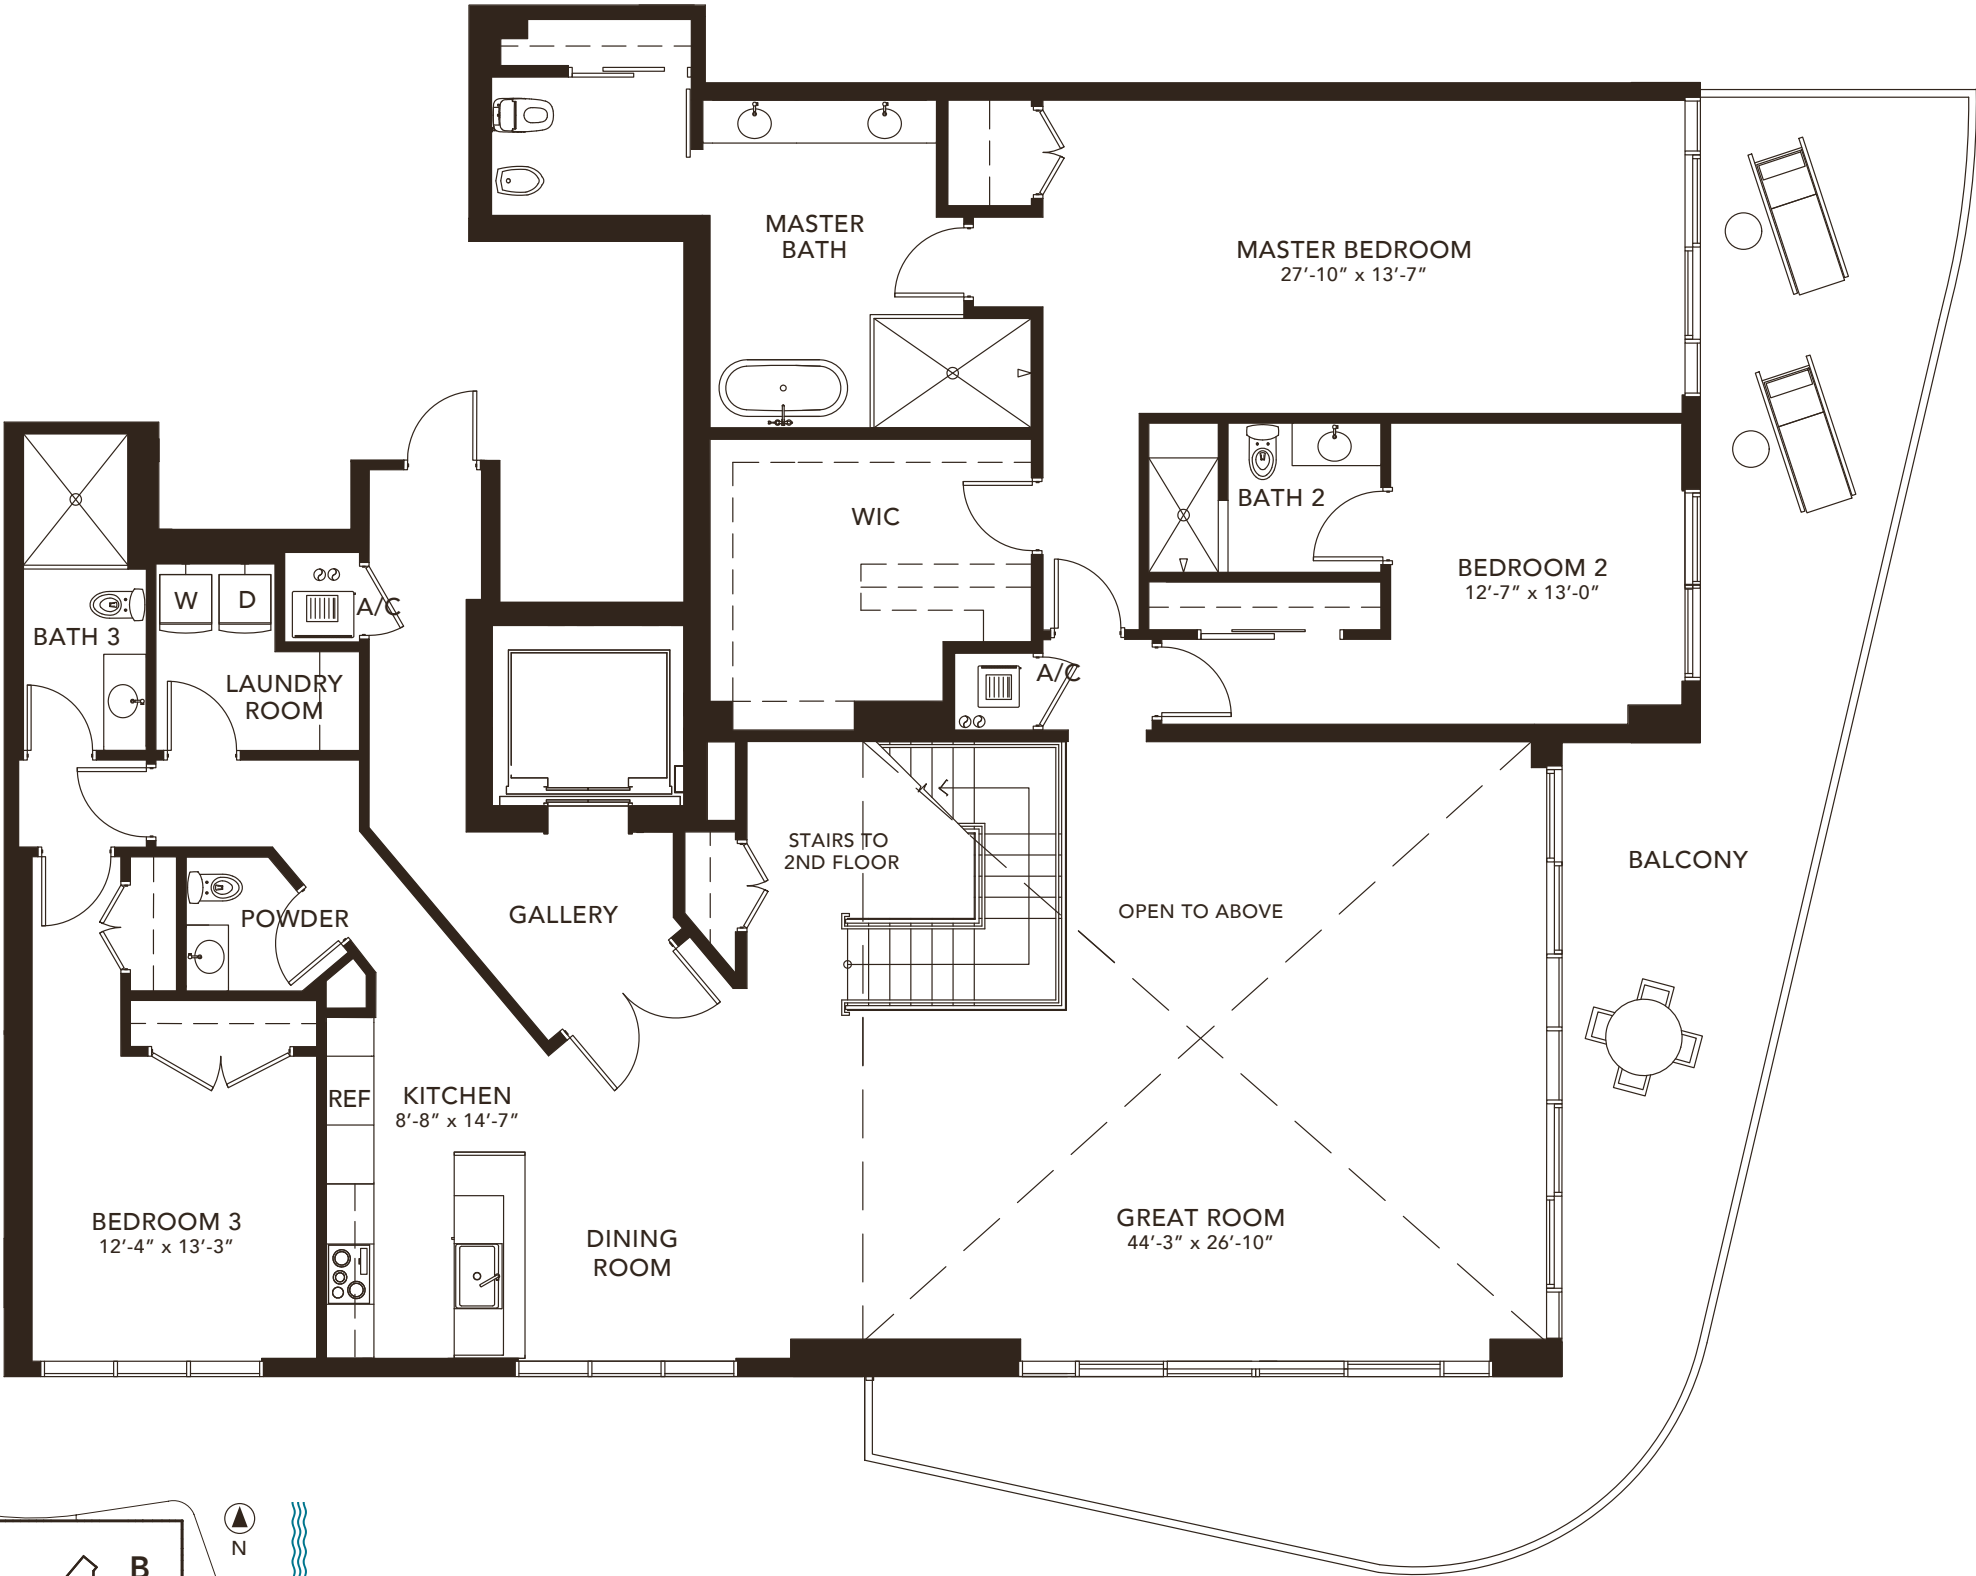 MASTER
BATH
MASTER BEDROOM
27′-10″ x 13′-7″
WIC
BATH 2
BEDROOM 2
12′-7″ x 13′-0″
W
D
A/C
BATH 3
LAUNDRY
ROOM
A/C
STAIRS TO
2ND FLOOR
BALCONY
OPEN TO ABOVE
GALLERY
POWDER
REF
KITCHEN
8′-8″ x 14′-7″
BEDROOM 3
12′-4″ x 13′-3″
DINING
ROOM
GREAT ROOM
44′-3″ x 26′-10″
N
B